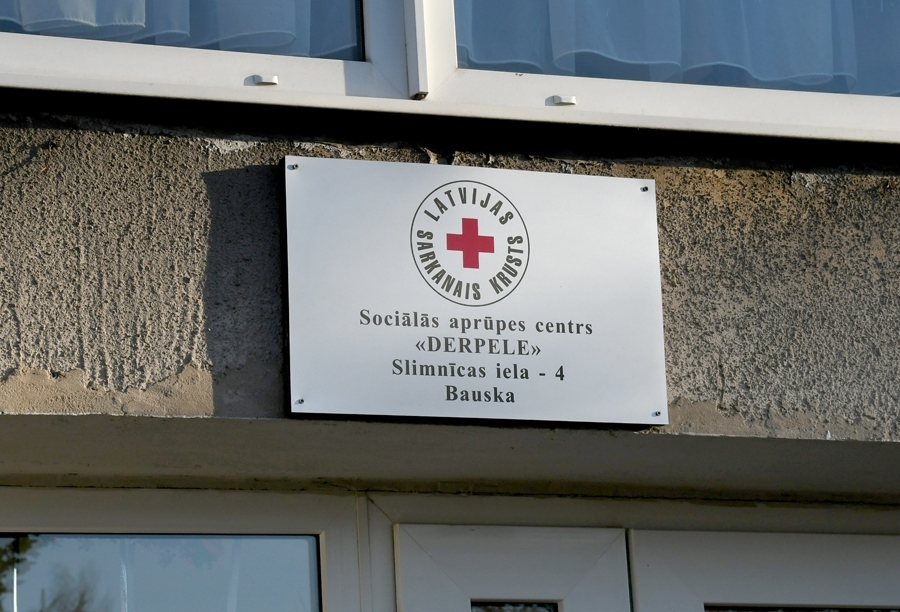 LATVIJAS
SARKANAIS KRUSTS
Sociālās aprūpes centrs
«DERPELE»
Slimnīcas iela - 4
Bauska